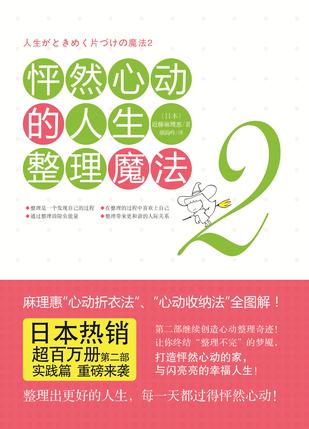 人生がときめく片づけの魔法2
怦然心动
的人生
整理魔法
2
（日本）
近藤麻理惠/著
❖整理是一个发现自己的过程 ❖在整理的过程中喜欢上自己
❖通过整理清除负能量 ❖整理带来更和谐的人际关系
麻理惠“心动折衣法”、“心动收纳法”全图解！
日本热销
超百万册第二部
实践篇 重磅来袭
第二部继续创造心动整理奇迹！
让你终结“整理不完”的梦魇，
打造怦然心动的家，
与闪亮亮的幸福人生！
整理出更好的人生，每一天都过得怦然心动！